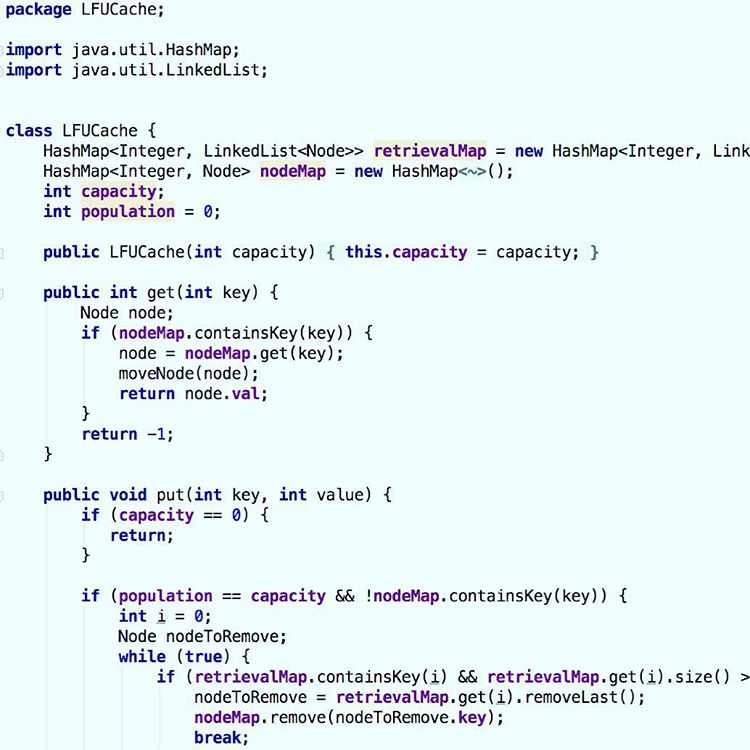 package LFUCache;
import java.util.HashMap;
import java.util.LinkedList;
class LFUCache {
HashMap<Integer, LinkedList<Node>> retrievalMap = new HashMap<Integer, Link
HashMap<Integer, Node> nodeMap = new HashMap<~>();
int capacity;
int population = 0;
public LFUCache(int capacity) { this.capacity = capacity; }
public int get(int key) {
Node node;
if (nodeMap.containsKey(key)) {
node = nodeMap.get(key);
moveNode(node);
return node.val;
}
return -1;
}
public void put(int key, int value) {
if (capacity == 0) {
return;
}
if (population == capacity && !nodeMap.containsKey(key)) {
int i = 0;
Node nodeToRemove;
while (true) {
if (retrievalMap.containsKey(i) && retrievalMap.get(i).size() >
nodeToRemove = retrievalMap.get(i).removeLast();
nodeMap.remove(nodeToRemove.key);
break;